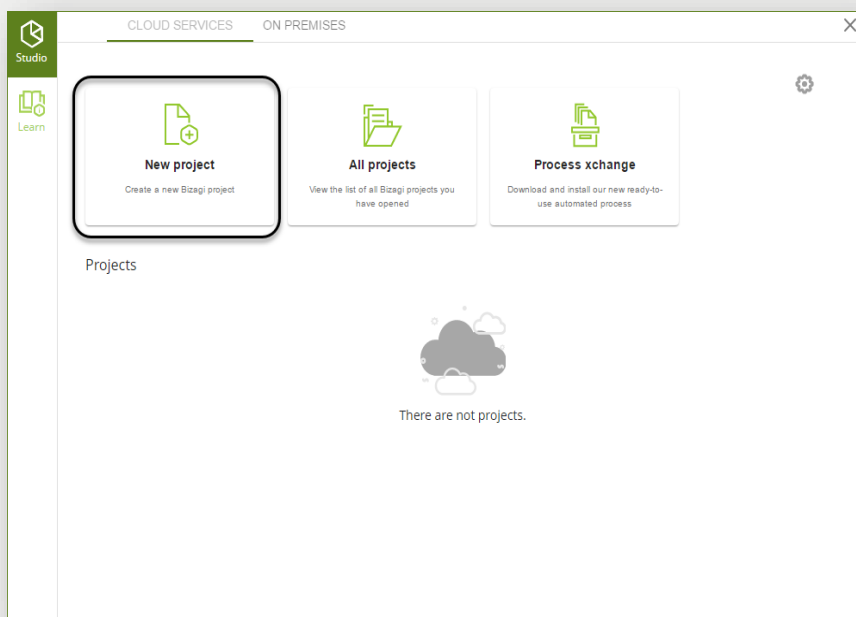 CLOUD SERVICES
ON PREMISES
Studio
Learn
New project
Create a new Bizagi project
All projects
View the list of all Bizagi projects you
have opened
Process xchange
Download and install our new ready-to-
use automated process
Projects
There are not projects.